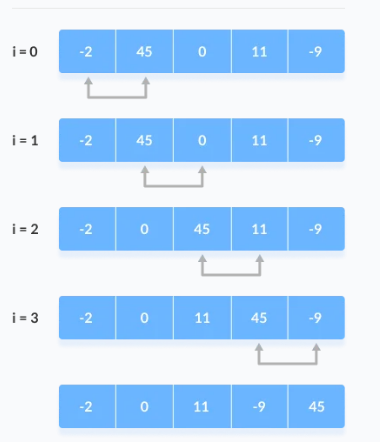 i = 0 -2 45 0 11 -9
i = 1 -2 45 0 11 -9
i = 2 -2 0 45 11 -9
i = 3 -2 0 11 45 -9
-2 0 11 -9 45